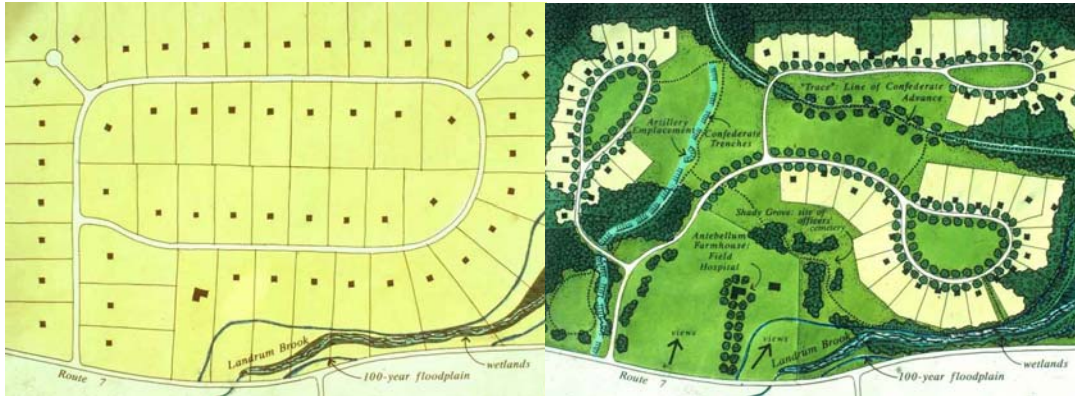 Landrum Brook
wetlands
Route 7
100-year floodplain
"Trace": Line of Confederate
Advance
Artillery
Emplacement
Confederate
Trenches
Shady Grove: site of
officers'
cemetery
Antebellum
Farmhouse:
Field
Hospital
views
views
Landrum Brook
wetlands
Route 7
100-year floodplain